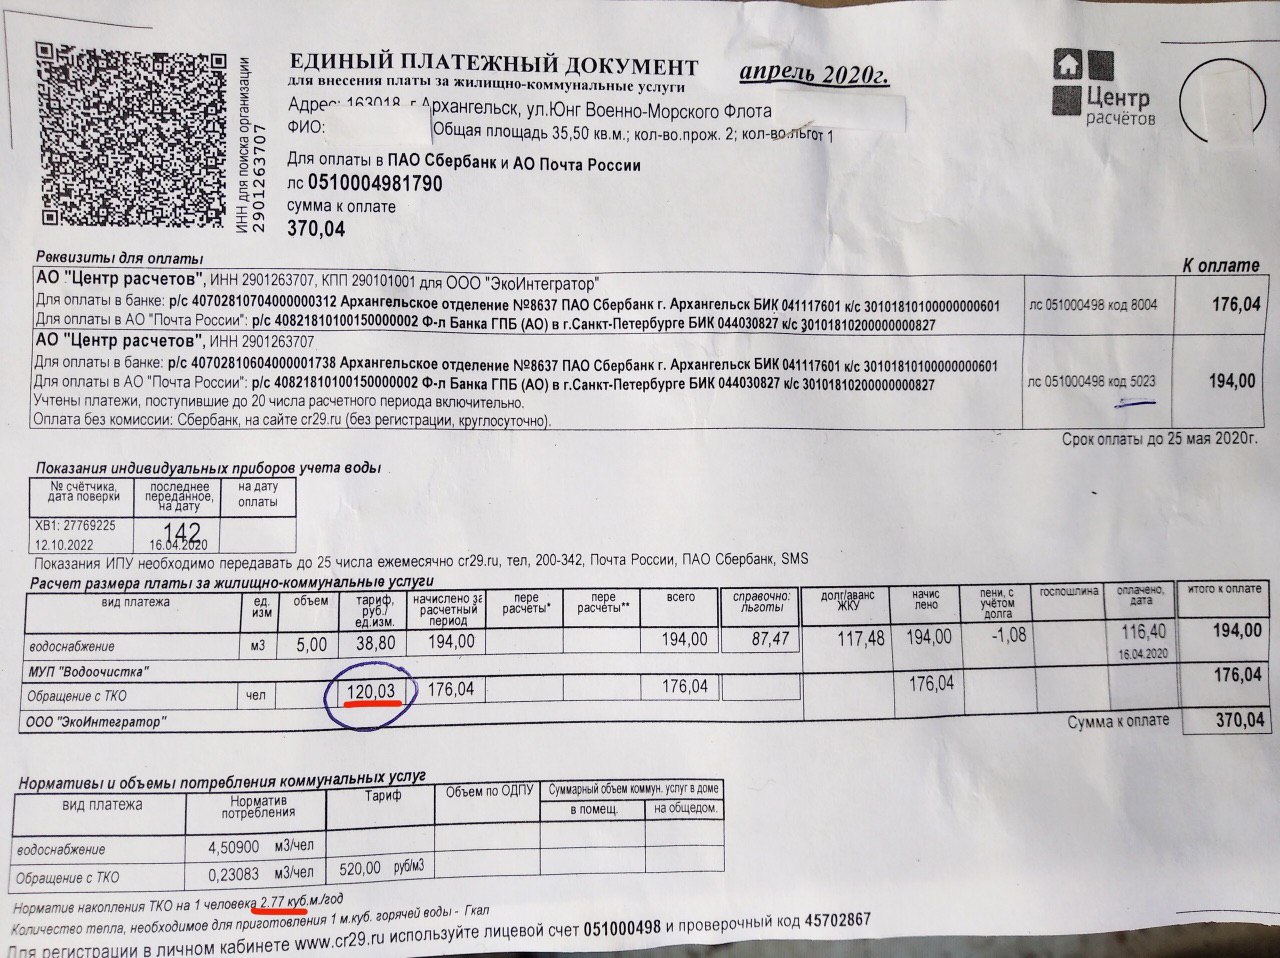 ЕДИНЫЙ ПЛАТЕЖНЫЙ ДОКУМЕНТ
для внесения платы за жилищно-коммунальные услуги
апрель 2020г.
Центр
расчётов
ИНН для поиска организации
2901263707
Адрес: 163018, г.Архангельск, ул.Юнг Военно-Морского Флота
ФИО: Общая площадь 35,50 кв.м.; кол-во.прож. 2; кол-во.льгот 1
Для оплаты в ПАО Сбербанк и АО Почта России
лс 0510004981790
сумма к оплате
370,04
Реквизиты для оплаты
К оплате
АО "Центр расчетов", ИНН 2901263707, КПП 290101001 для ООО "ЭкоИнтегратор"
Для оплаты в банке: р/с 40702810704000000312 Архангельское отделение №8637 ПАО Сбербанк г. Архангельск БИК 041117601 к/с 30101810100000000601
лс 051000498 код 8004
176,04
Для оплаты в АО "Почта России": р/с 40821810100150000002 Ф-л Банка ГПБ (АО) в г.Санкт-Петербурге БИК 044030827 к/с 30101810200000000827
АО "Центр расчетов", ИНН 2901263707
Для оплаты в банке: р/с 40702810604000001738 Архангельское отделение №8637 ПАО Сбербанк г. Архангельск БИК 041117601 к/с 30101810100000000601
Для оплаты в АО "Почта России": р/с 40821810100150000002 Ф-л Банка ГПБ (АО) в г.Санкт-Петербурге БИК 044030827 к/с 30101810200000000827
лс 051000498 код 5023
194,00
Учтены платежи, поступившие до 20 числа расчетного периода включительно.
Оплата без комиссии: Сбербанк, на сайте cr29.ru (без регистрации, круглосуточно).
Срок оплаты до 25 мая 2020г.
Показания индивидуальных приборов учета воды
№ счётчика, дата поверки
последнее переданное, на дату
на дату оплаты
ХВ1: 27769225
12.10.2022
142
16.04.2020
Показания ИПУ необходимо передавать до 25 числа ежемесячно cr29.ru, тел, 200-342, Почта России, ПАО Сбербанк, SMS
Расчет размера платы за жилищно-коммунальные услуги
вид платежа
ед. изм
объем
тариф, руб./ ед.изм.
начислено за расчетный период
пере расчеты*
пере расчеты**
всего
справочно: льготы
долг/аванс ЖКУ
начис лено
пени, с учётом долга
госпошлина
оплачено, дата
итого к оплате
водоснабжение м3 5,00 38,80 194,00 194,00 87,47 117,48 194,00 -1,08 116,40 194,00
16.04.2020
МУП "Водоочистка"
Обращение с ТКО чел 120,03 176,04 176,04 176,04 176,04
ООО "ЭкоИнтегратор"
Сумма к оплате 370,04
Нормативы и объемы потребления коммунальных услуг
вид платежа
Норматив потребления
Тариф
Объем по ОДПУ
Суммарный объем коммун. услуг в доме
в помещ.
на общедом.
водоснабжение 4,50900 м3/чел
Обращение с ТКО 0,23083 м3/чел 520,00 руб/м3
Норматив накопления ТКО на 1 человека 2.77 куб.м./год
Количество тепла, необходимое для приготовления 1 м.куб. горячей воды - Гкал
Для регистрации в личном кабинете www.cr29.ru используйте лицевой счет 051000498 и проверочный код 45702867